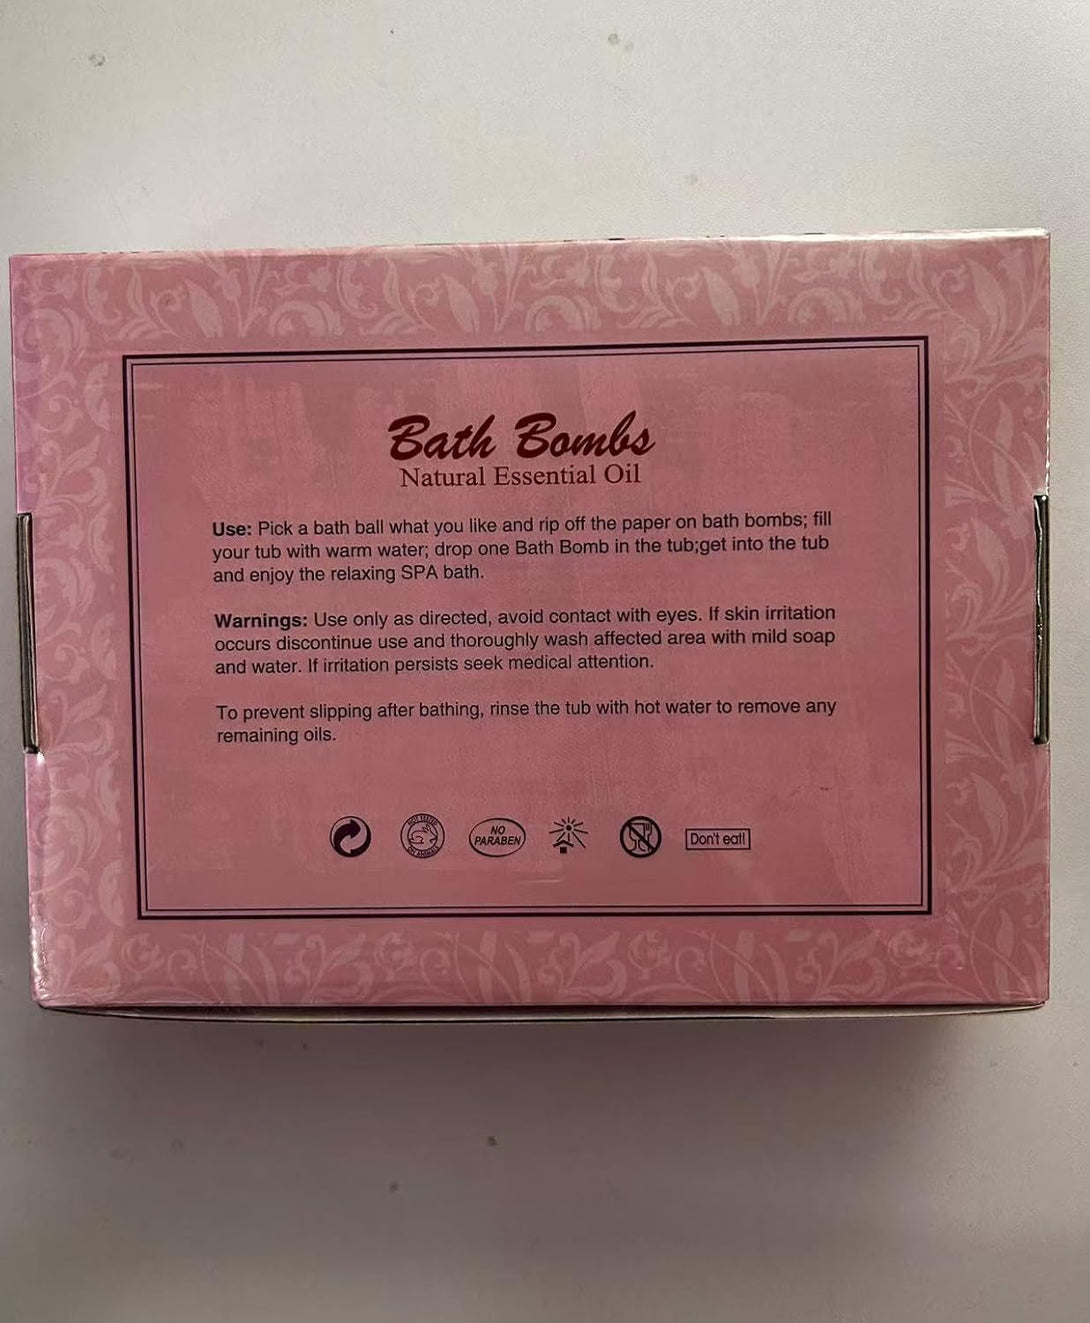 Bath Bombs
Natural Essential Oil
Use: Pick a bath ball what you like and rip off the paper on bath bombs; fill
your tub with warm water; drop one Bath Bomb in the tub;get into the tub
and enjoy the relaxing SPA bath.
Warnings: Use only as directed, avoid contact with eyes. If skin irritation
occurs discontinue use and thoroughly wash affected area with mild soap
and water. If irritation persists seek medical attention.
To prevent slipping after bathing, rinse the tub with hot water to remove any
remaining oils.
NOT TESTED
ON ANIMALS
NO
PARABEN
Don't eat!